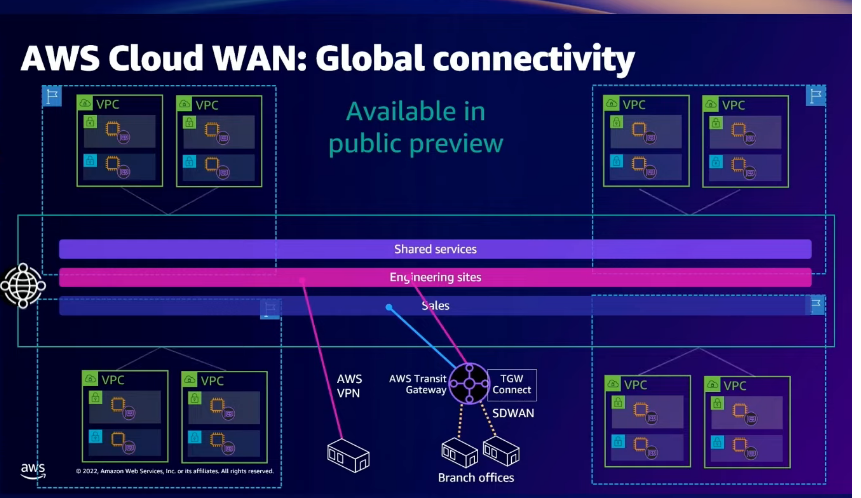 AWS Cloud WAN: Global connectivity
VPC
VPC
Available in
public preview
VPC
VPC
Shared services
Engineering sites
Sales
VPC
VPC
AWS
VPN
AWS Transit
Gateway
TGW
Connect
SDWAN
VPC
VPC
Branch offices
aws
© 2022, Amazon Web Services, Inc. or its affiliates. All rights reserved.